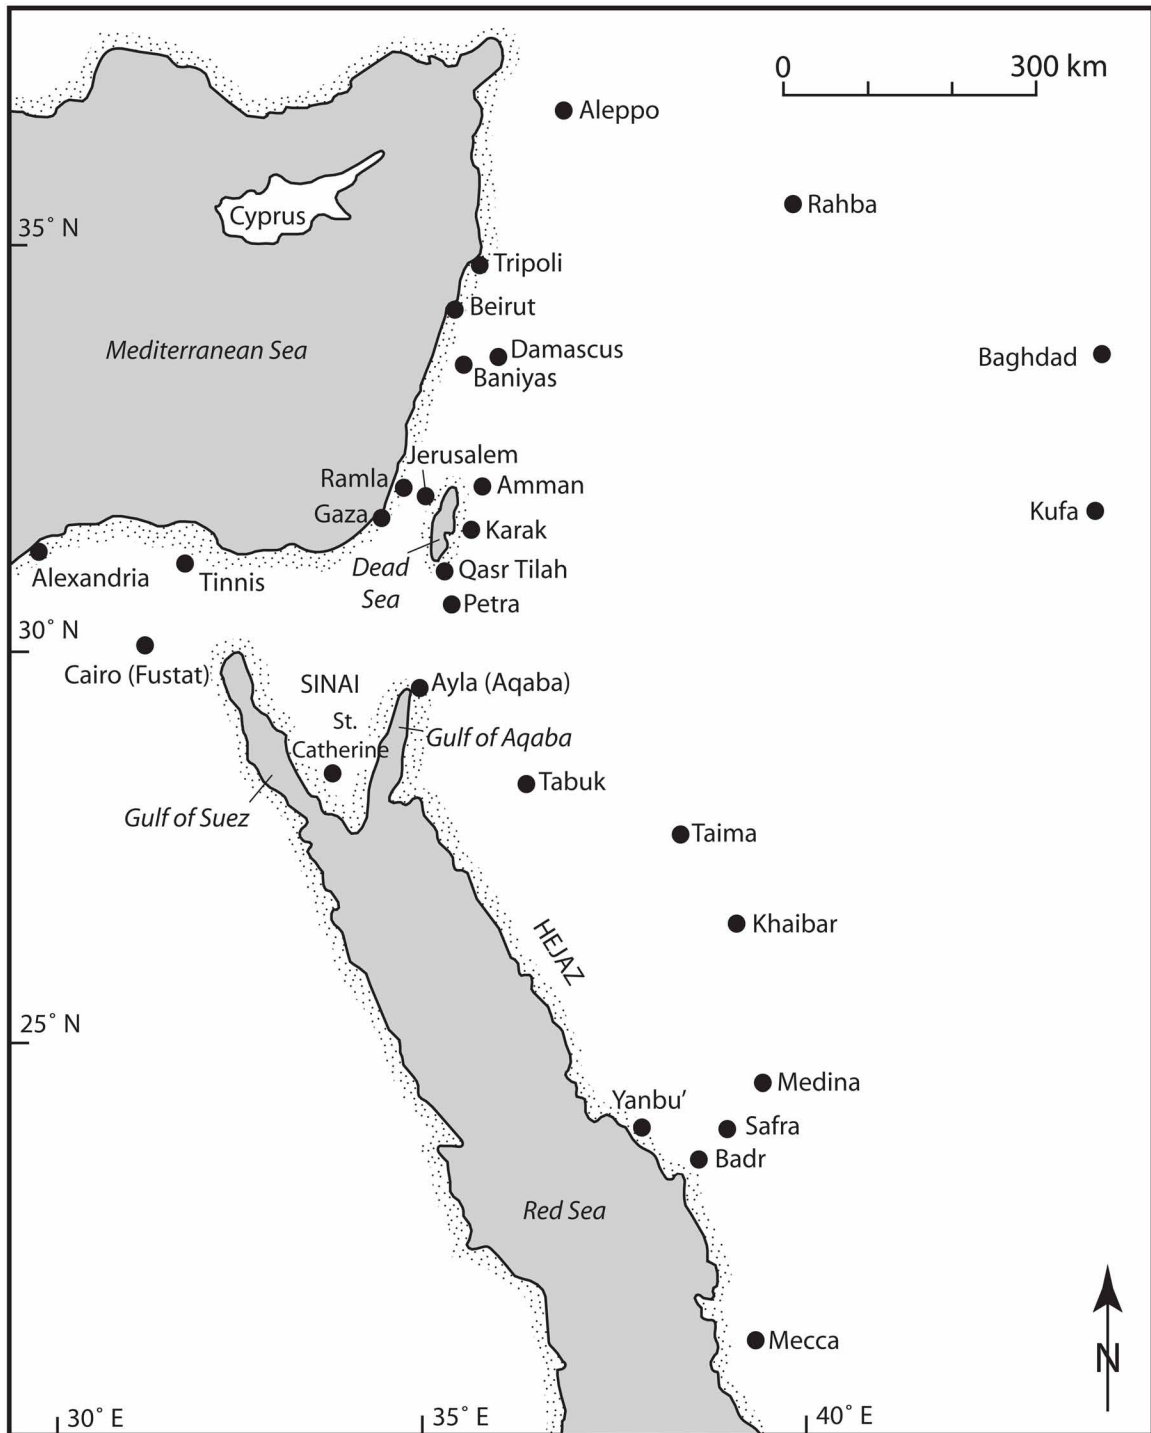 0 300 km
Aleppo
Rahba
Cyprus
35° N
Tripoli
Beirut
Mediterranean Sea
Damascus
Baghdad
Baniyas
Jerusalem
Ramla
Amman
Gaza
Kufa
Karak
Dead
Sea
Qasr Tilah
Alexandria
Tinnis
Petra
30° N
Cairo (Fustat)
SINAI
Ayla (Aqaba)
St.
Catherine
Gulf of Aqaba
Tabuk
Gulf of Suez
Taima
Khaibar
HEJAZ
25° N
Medina
Yanbu’
Safra
Badr
Red Sea
Mecca
N
30° E
35° E
40° E